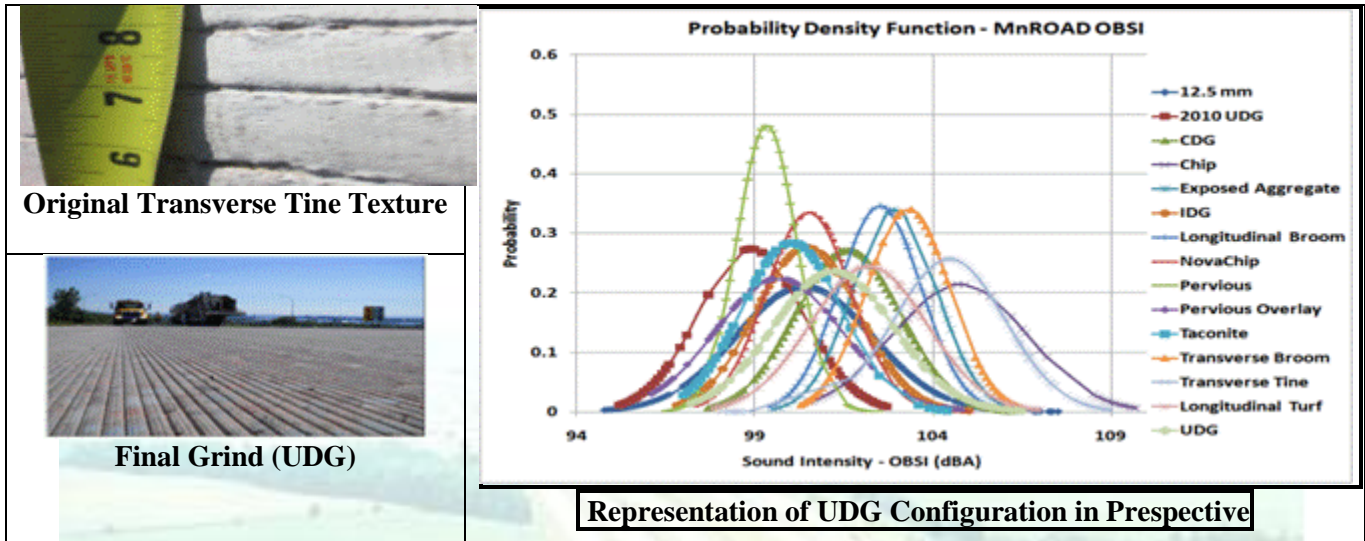 8
7
6
Original Transverse Tine Texture
Final Grind (UDG)
Probability Density Function - MnROAD OBSI
0.6
0.5
0.4
0.3
0.2
0.1
0
Probability
94
99
104
109
Sound Intensity - OBSI (dBA)
12.5 mm
2010 UDG
CDG
Chip
Exposed Aggregate
IDG
Longitudinal Broom
NovaChip
Pervious
Pervious Overlay
Taconite
Transverse Broom
Transverse Tine
Longitudinal Turf
UDG
Representation of UDG Configuration in Prespective